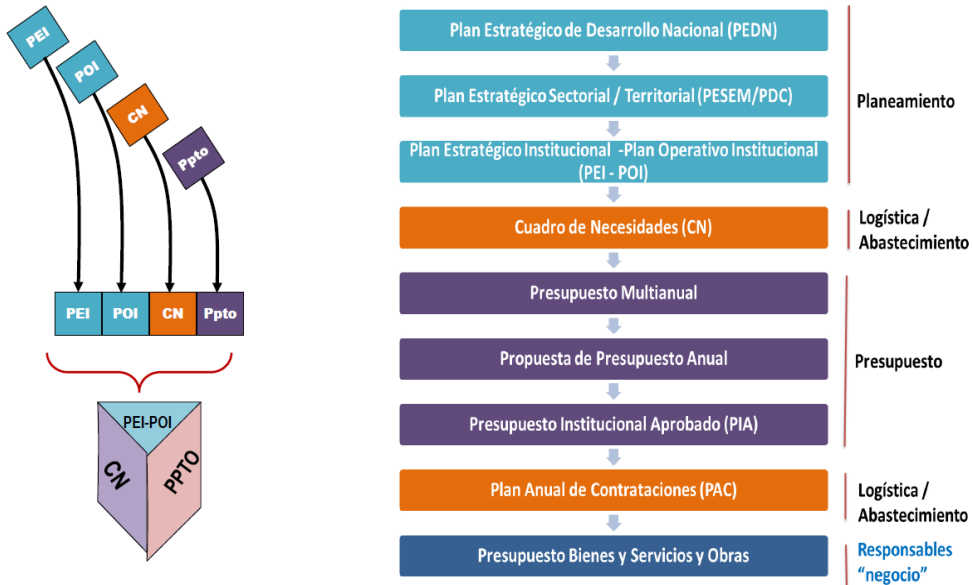 PEI
POI
CN
Ppto
PEI
POI
CN
Ppto
PEI-POI
CN
PPTO
Plan Estratégico de Desarrollo Nacional (PEDN)
Plan Estratégico Sectorial / Territorial (PESEM/PDC)
Plan Estratégico Institucional -Plan Operativo Institucional
(PEI - POI)
Planeamiento
Cuadro de Necesidades (CN)
Logística /
Abastecimiento
Presupuesto Multianual
Propuesta de Presupuesto Anual
Presupuesto Institucional Aprobado (PIA)
Presupuesto
Plan Anual de Contrataciones (PAC)
Logística /
Abastecimiento
Presupuesto Bienes y Servicios y Obras
Responsables
“negocio”